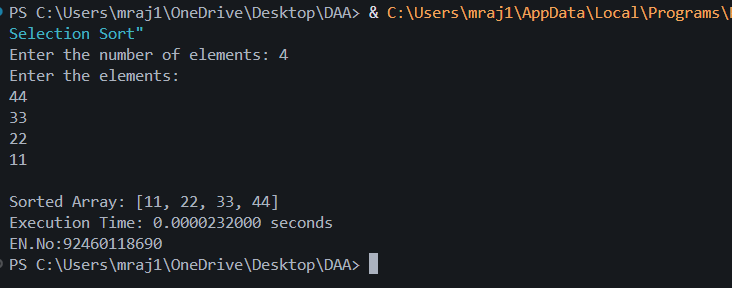 PS C:\Users\mraj1\OneDrive\Desktop\DAA> & C:\Users\mraj1\AppData\Local\Programs\
Selection Sort"
Enter the number of elements: 4
Enter the elements:
44
33
22
11
Sorted Array: [11, 22, 33, 44]
Execution Time: 0.0000232000 seconds
EN.No:92460118690
PS C:\Users\mraj1\OneDrive\Desktop\DAA>